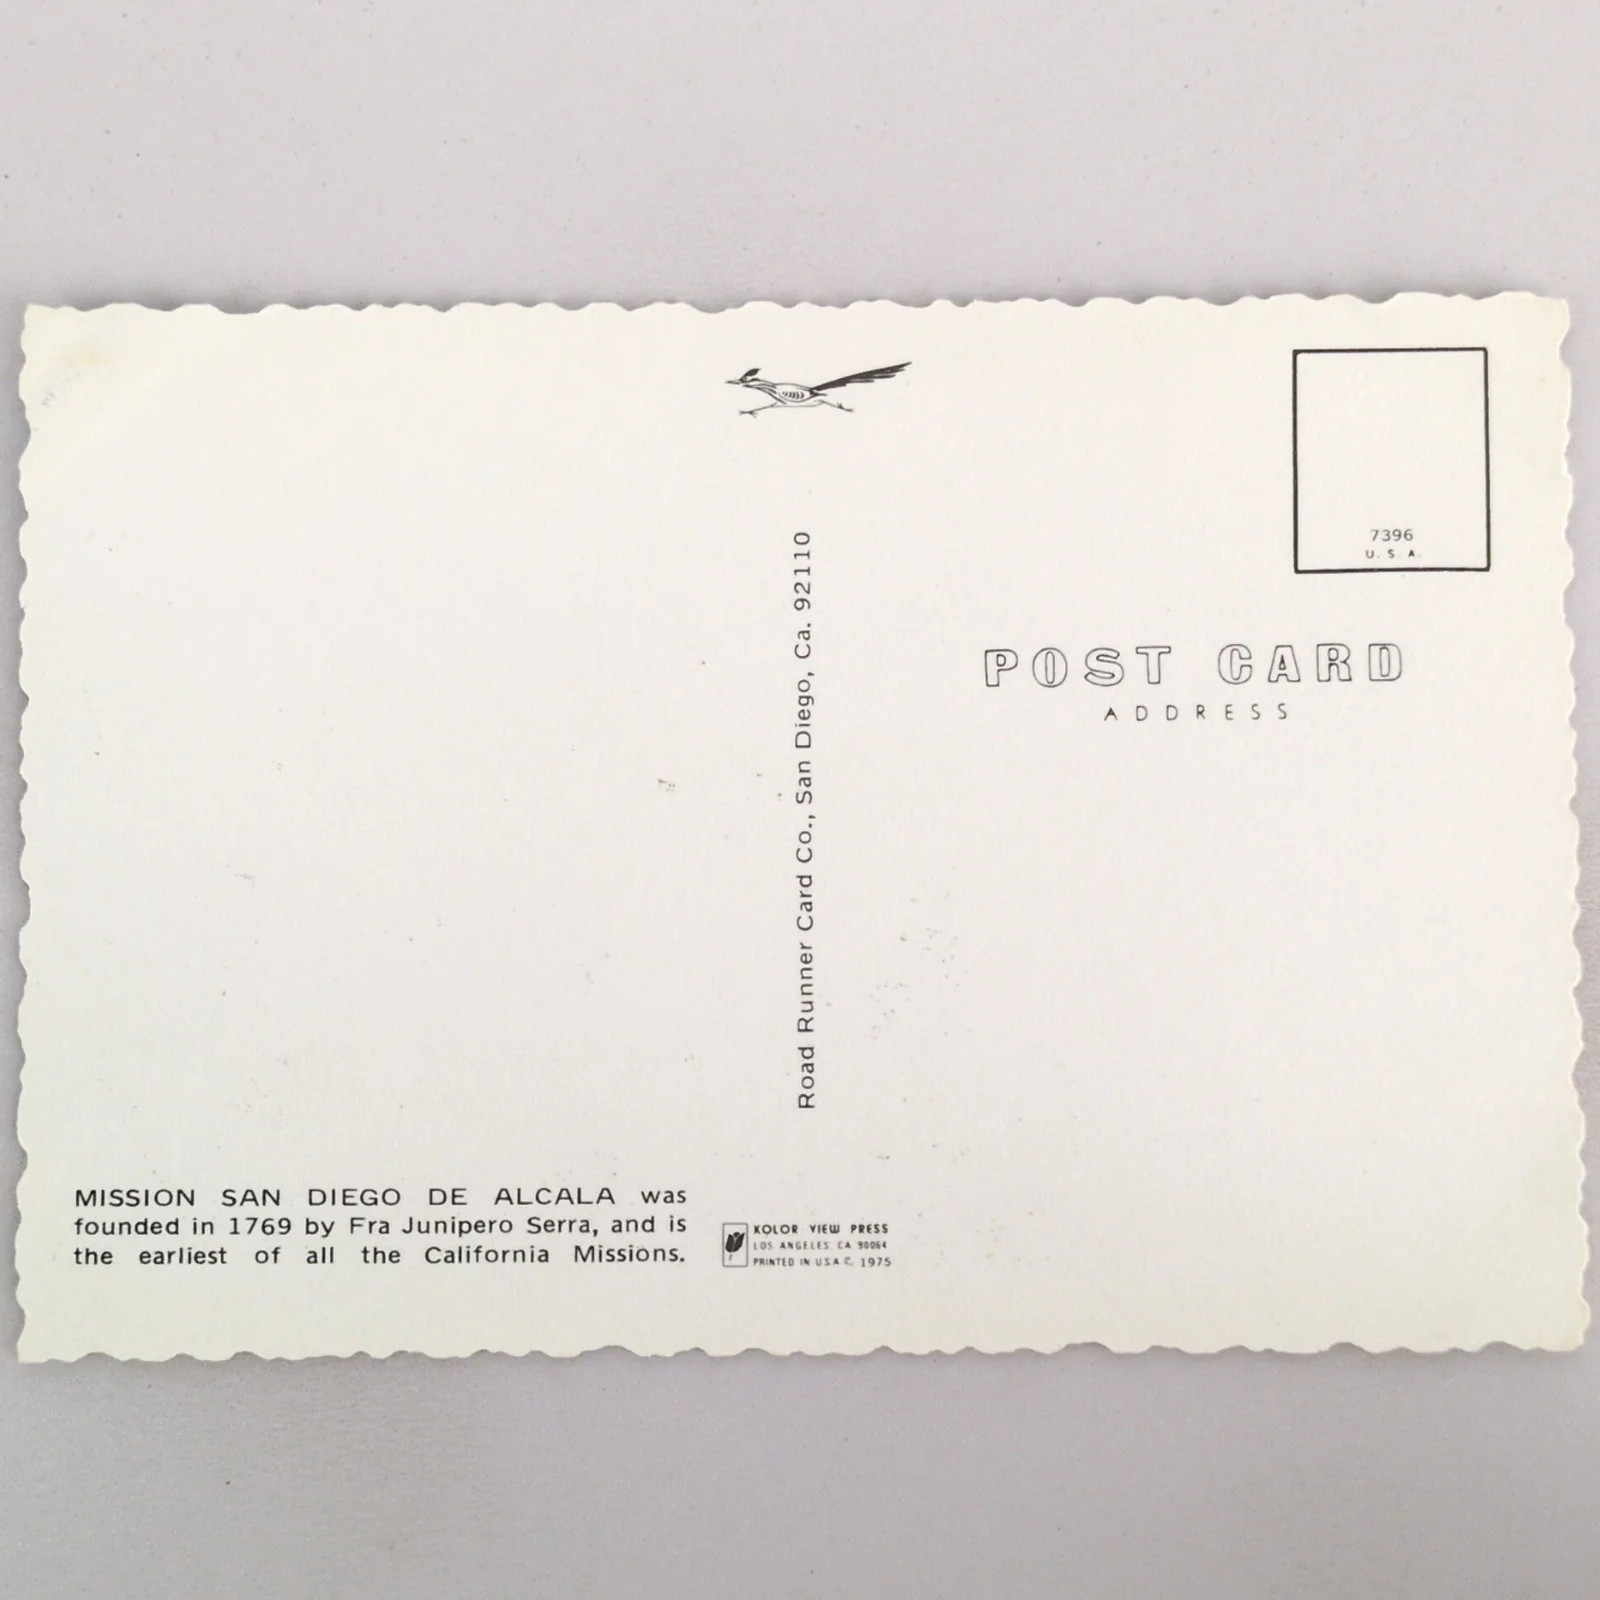 7396
U. S. A.
POST CARD
ADDRESS
Road Runner Card Co., San Diego, Ca. 92110
MISSION SAN DIEGO DE ALCALA was
founded in 1769 by Fra Junipero Serra, and is
the earliest of all the California Missions.
KOLOR VIEW PRESS
LOS ANGELES, CA 90064
PRINTED IN U.S.A. © 1975